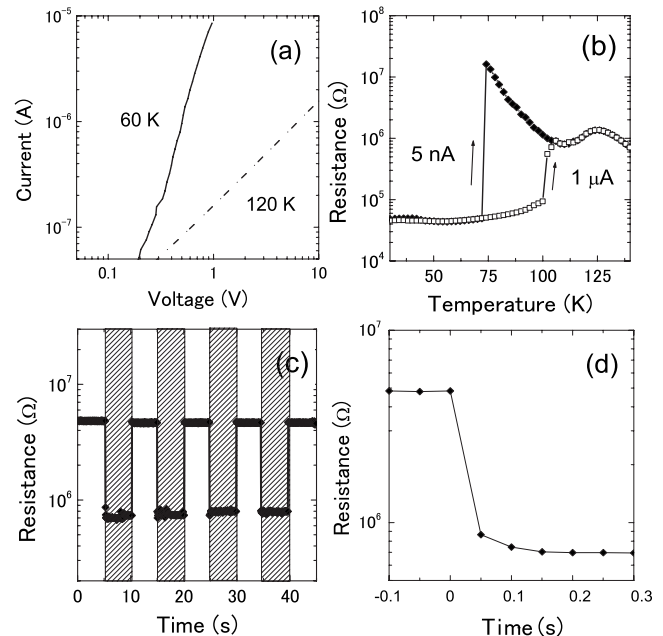 (a)
Current (A)
10⁻⁵
10⁻⁶
10⁻⁷
60 K
120 K
0.1
1
10
Voltage (V)
(b)
Resistance (Ω)
10⁸
10⁷
10⁶
10⁵
10⁴
5 nA
1 μA
50
75
100
125
Temperature (K)
(c)
Resistance (Ω)
10⁷
10⁶
0
10
20
30
40
Time (s)
(d)
Resistance (Ω)
10⁷
10⁶
-0.1
0
0.1
0.2
0.3
Time (s)